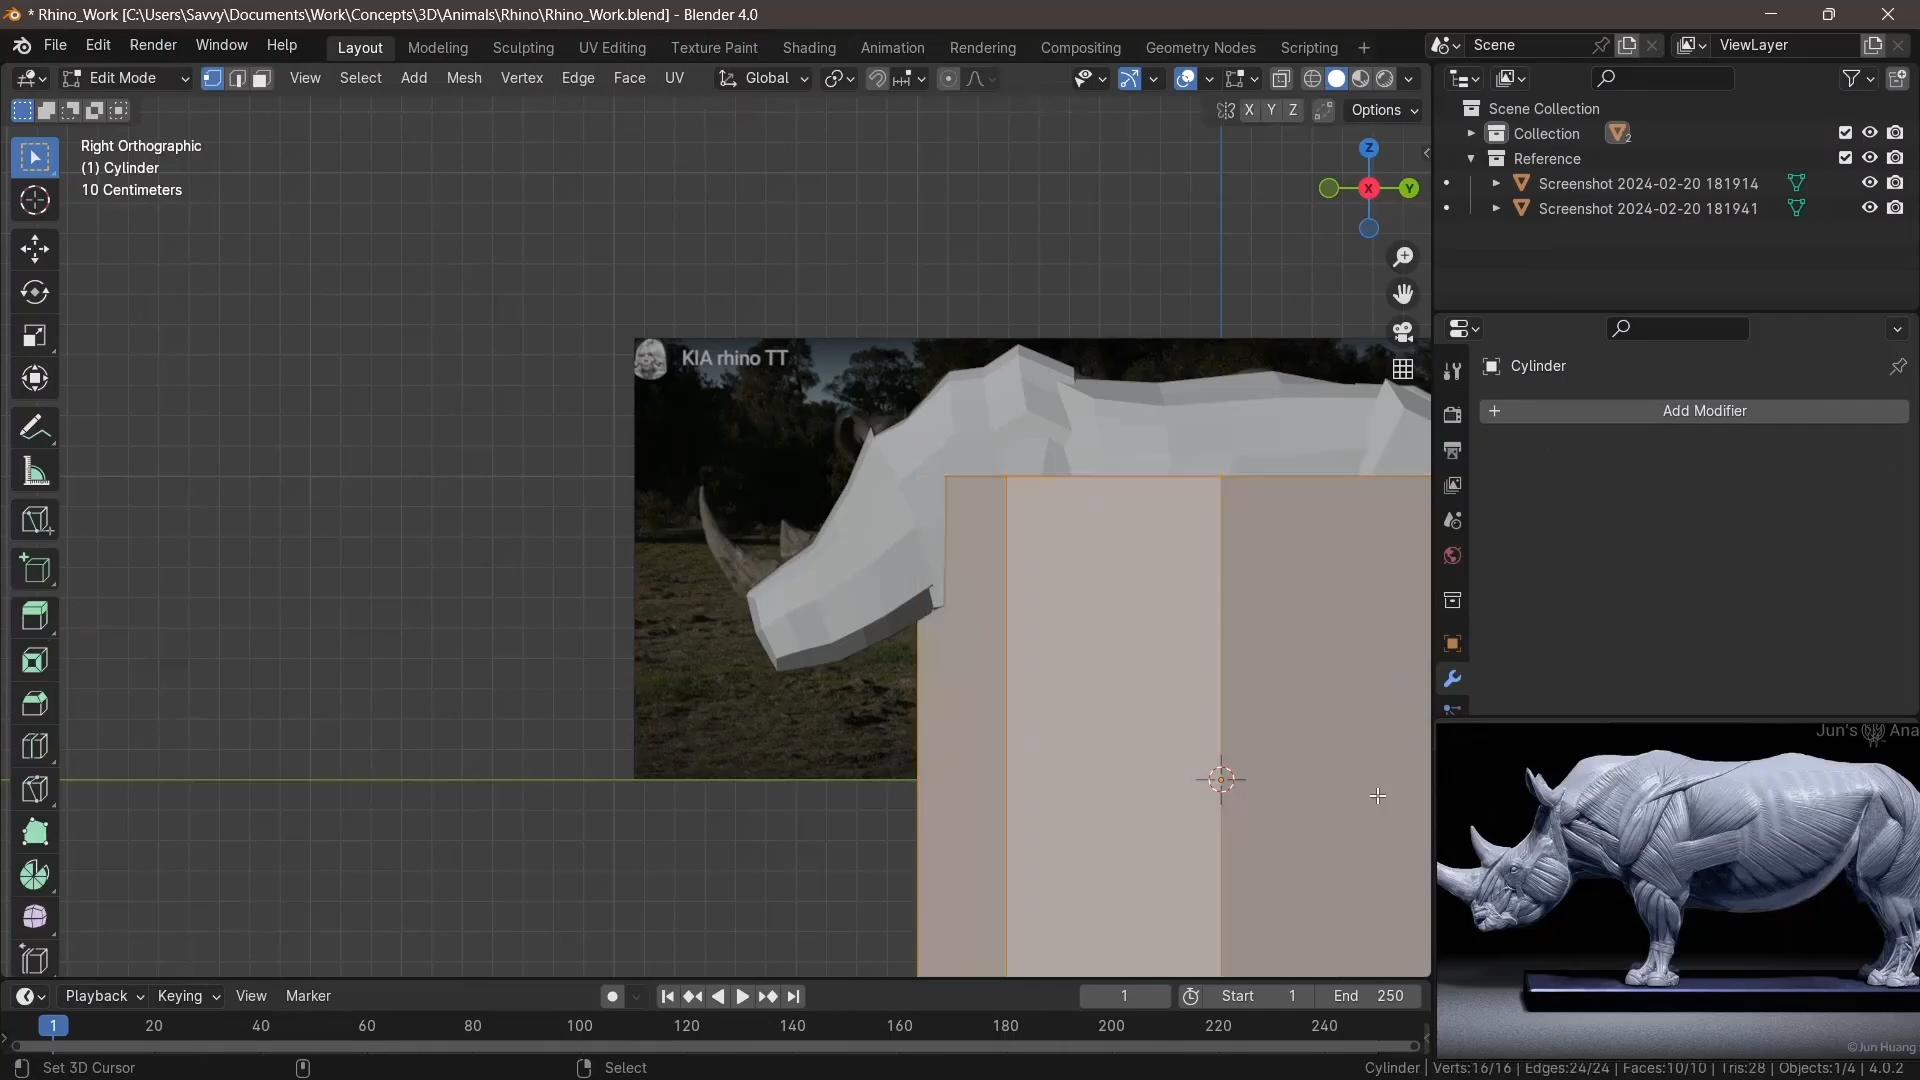 * Rhino_Work [C:\Users\Savvy\Documents\Work\Concepts\3D\Animals\Rhino\Rhino_Work.blend] - Blender 4.0
File Edit Render Window Help Layout Modeling Sculpting UV Editing Texture Paint Shading Animation Rendering Compositing Geometry Nodes Scripting + Scene ViewLayer
Edit Mode View Select Add Mesh Vertex Edge Face UV Global
X Y Z Options
Right Orthographic
(1) Cylinder
10 Centimeters
Z
X Y
KIA rhino TT
Scene Collection
Collection 2
Reference
Screenshot 2024-02-20 181914
Screenshot 2024-02-20 181941
Cylinder
+ Add Modifier
Jun's Ana
©Jun Huang
Playback Keying View Marker 1 Start 1 End 250
1 20 40 60 80 100 120 140 160 180 200 220 240
Set 3D Cursor Select Cylinder | Verts:16/16 | Edges:24/24 | Faces:10/10 | Tris:28 | Objects:1/4 | 4.0.2